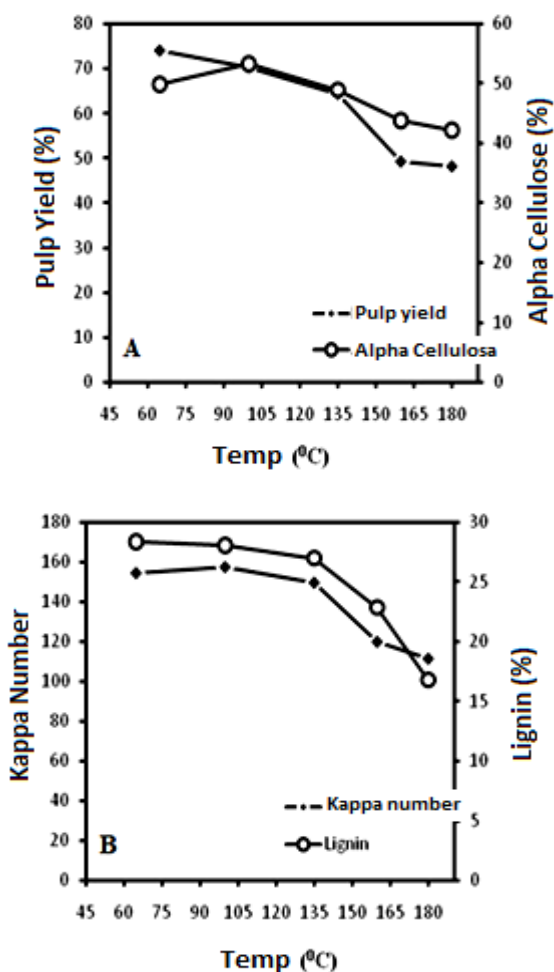 80
70
60
50
40
30
20
10
0
Pulp Yield (%)
60
50
40
30
20
10
0
Alpha Cellulose (%)
Pulp yield
Alpha Cellulosa
A
45 60 75 90 105 120 135 150 165 180
Temp (⁰C)
180
160
140
120
100
80
60
40
20
0
Kappa Number
30
25
20
15
10
5
0
Lignin (%)
Kappa number
Lignin
B
45 60 75 90 105 120 135 150 165 180
Temp (⁰C)